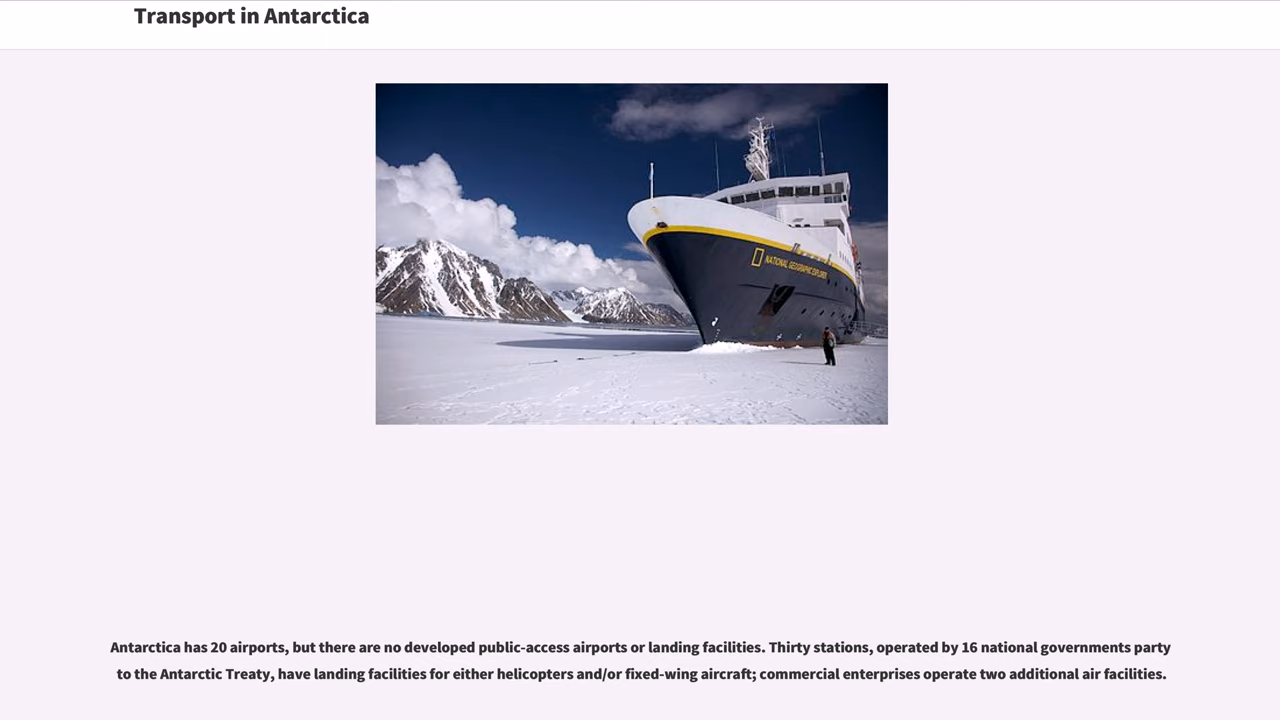 Transport in Antarctica
NATIONAL GEOGRAPHIC EXPLORER
Antarctica has 20 airports, but there are no developed public-access airports or landing facilities. Thirty stations, operated by 16 national governments party
to the Antarctic Treaty, have landing facilities for either helicopters and/or fixed-wing aircraft; commercial enterprises operate two additional air facilities.